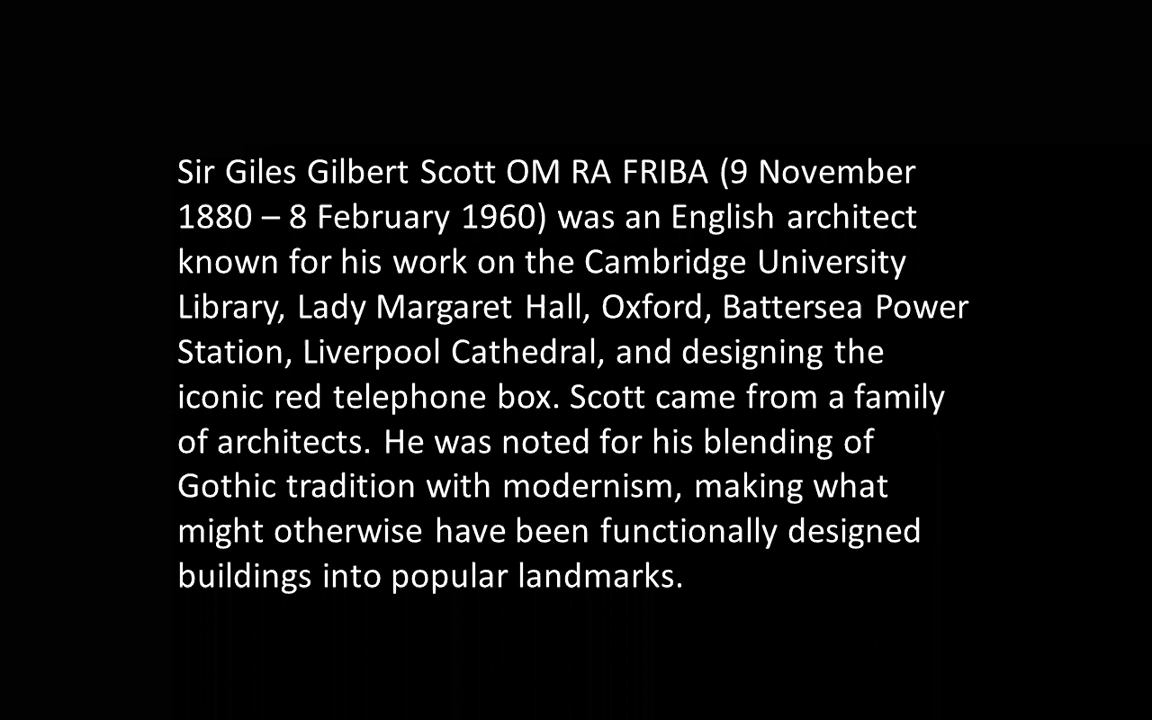 Sir Giles Gilbert Scott OM RA FRIBA (9 November
1880 – 8 February 1960) was an English architect
known for his work on the Cambridge University
Library, Lady Margaret Hall, Oxford, Battersea Power
Station, Liverpool Cathedral, and designing the
iconic red telephone box. Scott came from a family
of architects. He was noted for his blending of
Gothic tradition with modernism, making what
might otherwise have been functionally designed
buildings into popular landmarks.